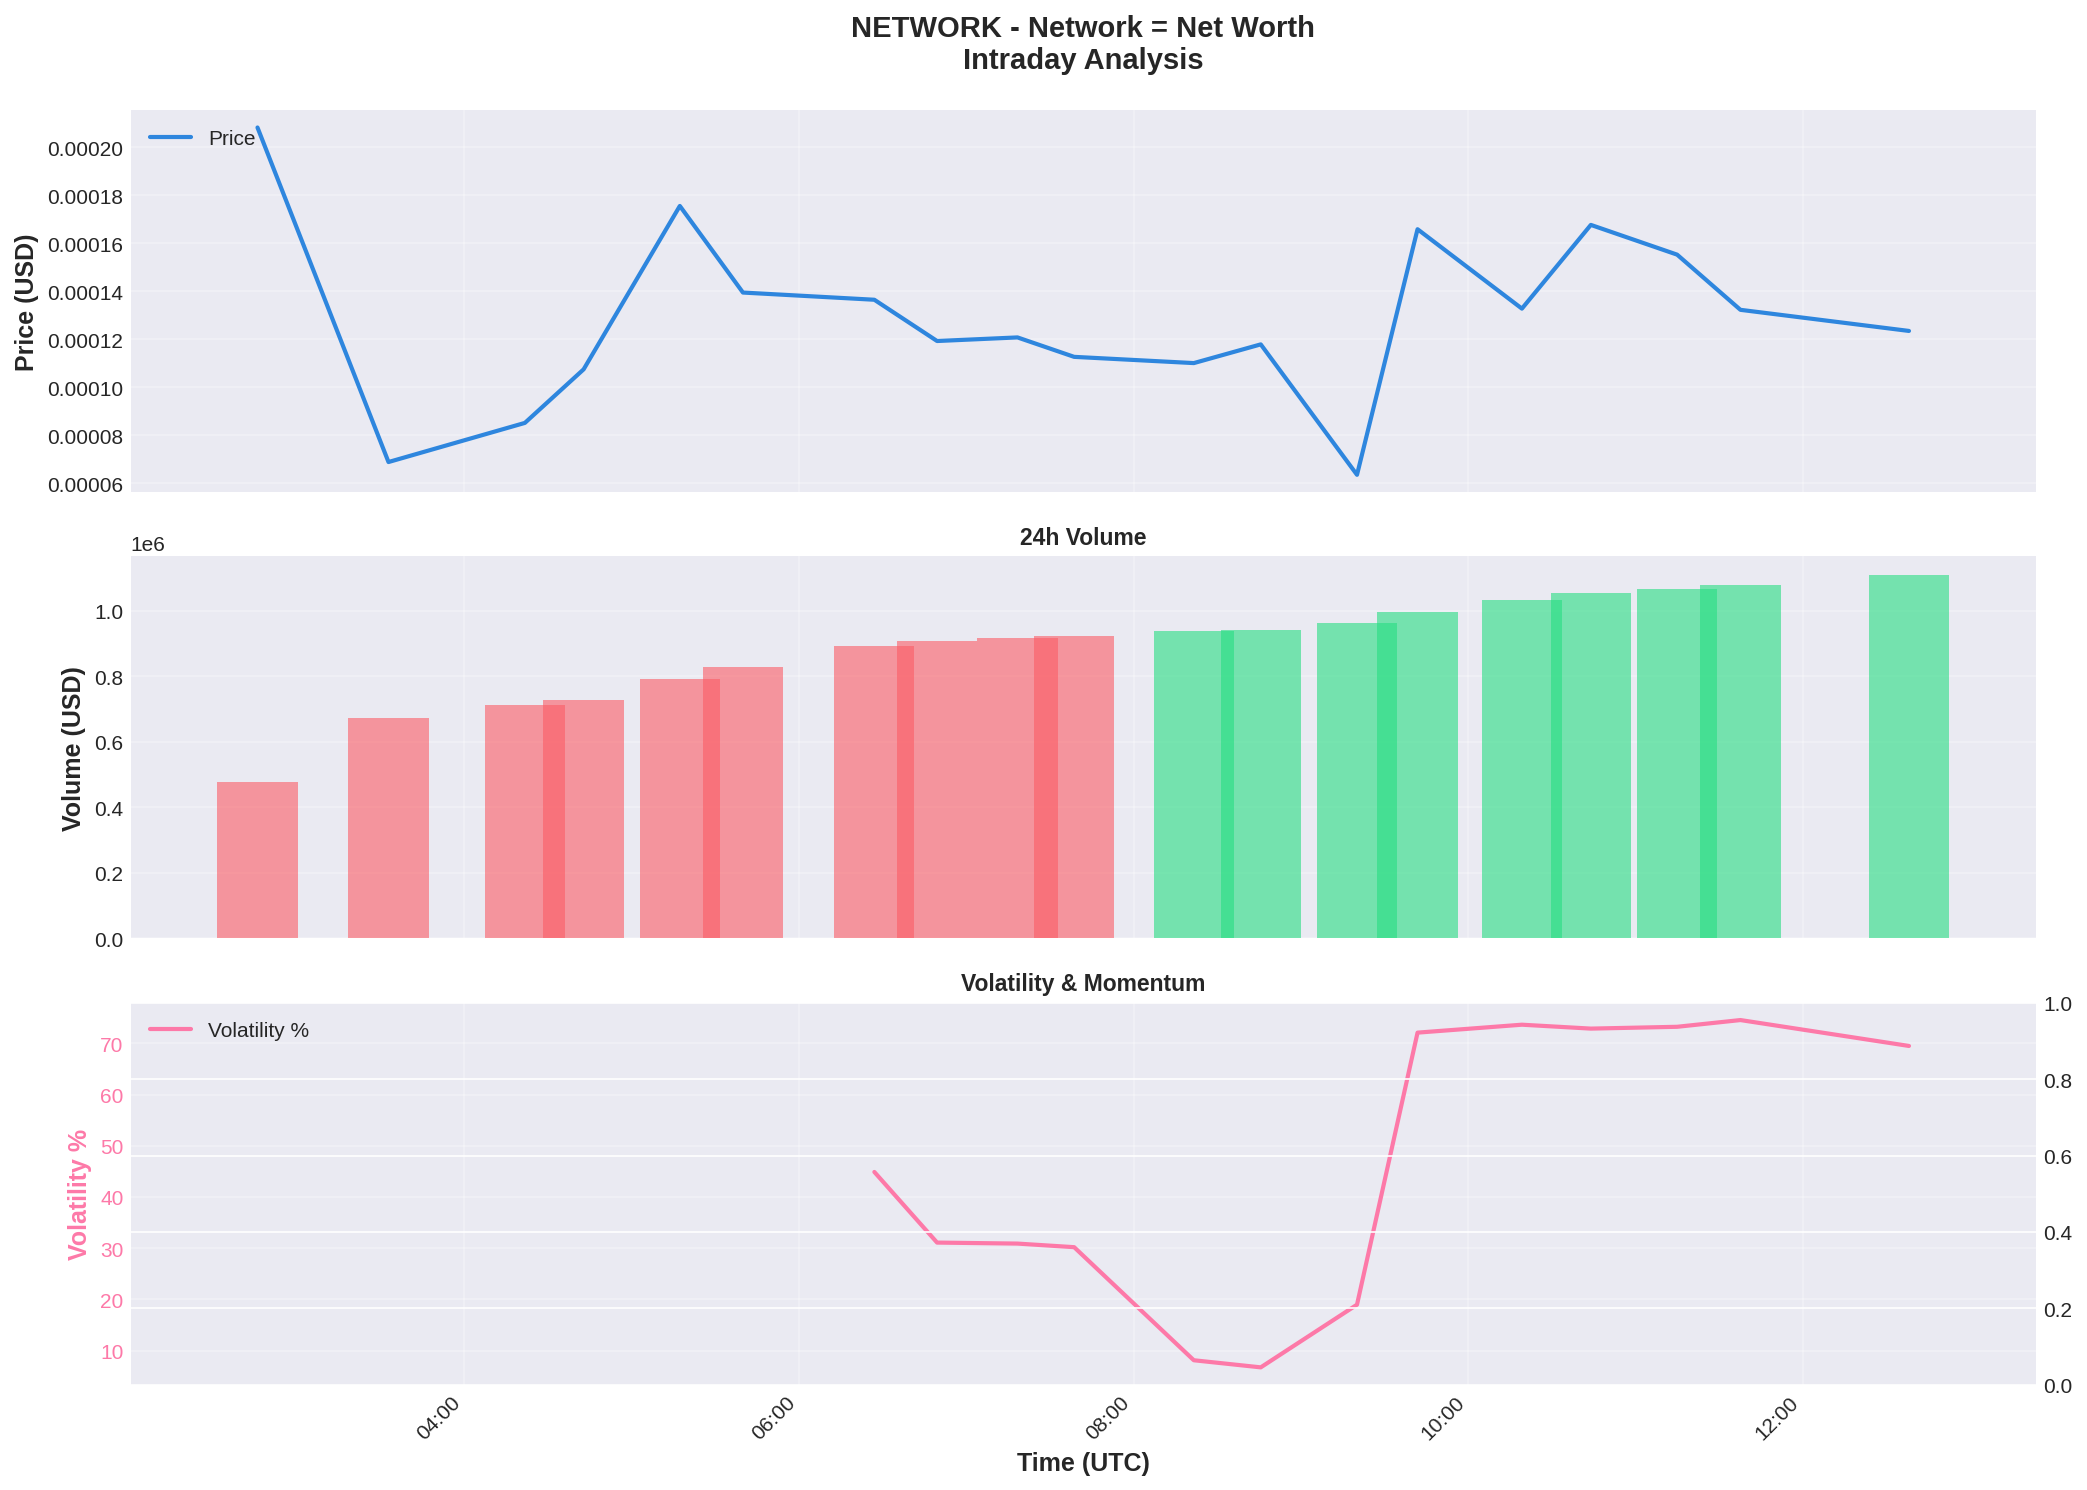 NETWORK - Network = Net Worth
Intraday Analysis
Price
0.00020
0.00018
0.00016
0.00014
0.00012
0.00010
0.00008
0.00006
Price (USD)
24h Volume
1e6
1.0
0.8
0.6
0.4
0.2
0.0
Volume (USD)
Volatility & Momentum
Volatility %
70
60
50
40
30
20
10
Volatility %
1.0
0.8
0.6
0.4
0.2
0.0
04:00
06:00
08:00
10:00
12:00
Time (UTC)